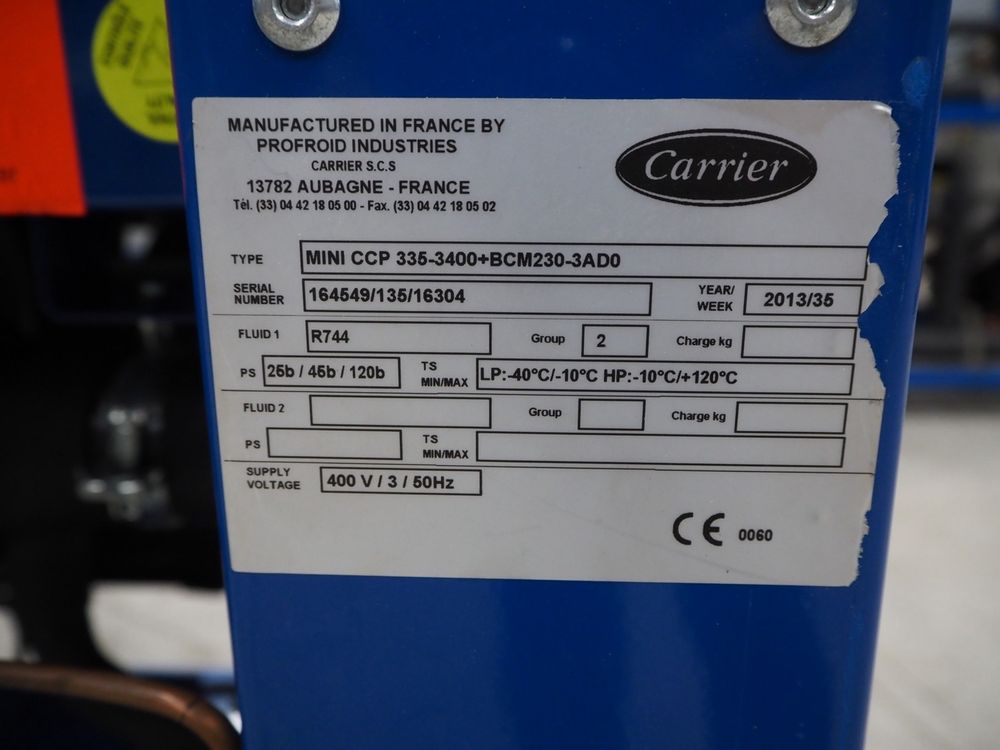 MANUFACTURED IN FRANCE BY
PROFROID INDUSTRIES
CARRIER S.C.S
13782 AUBAGNE - FRANCE
Tél. (33) 04 42 18 05 00 - Fax. (33) 04 42 18 05 02
Carrier
TYPE MINI CCP 335-3400+BCM230-3AD0
SERIAL NUMBER 164549/135/16304 YEAR/ WEEK 2013/35
FLUID 1 R744 Group 2 Charge kg
PS 25b / 45b / 120b TS MIN/MAX LP:-40°C/-10°C HP:-10°C/+120°C
FLUID 2 Group Charge kg
PS TS MIN/MAX
SUPPLY VOLTAGE 400 V / 3 / 50Hz
CE 0060